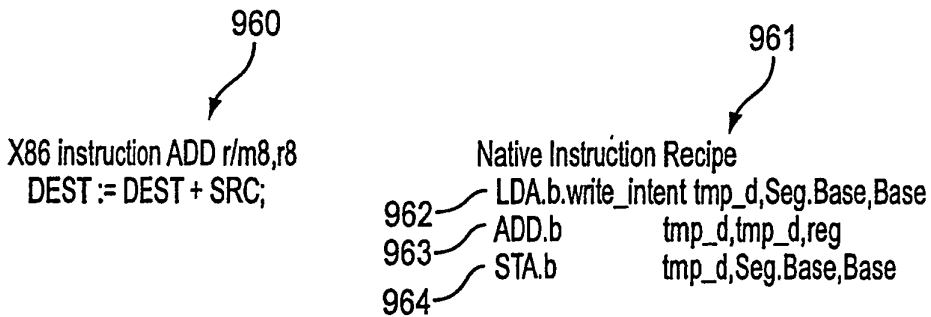 960
961
X86 instruction ADD r/m8,r8
DEST := DEST + SRC;
Native Instruction Recipe
962 LDA.b.write_intent tmp_d,Seg.Base,Base
963 ADD.b tmp_d,tmp_d,reg
964 STA.b tmp_d,Seg.Base,Base